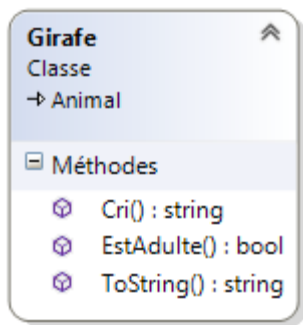 Girafe
Classe
Animal
Méthodes
Cri() : string
EstAdulte() : bool
ToString() : string